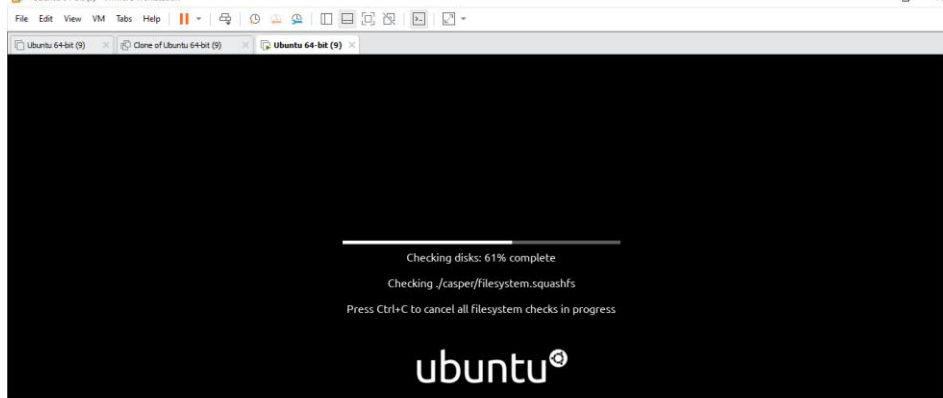 File Edit View VM Tabs Help
Ubuntu 64-bit (9) Clone of Ubuntu 64-bit (9) Ubuntu 64-bit (9)
Checking disks: 61% complete
Checking ./casper/filesystem.squashfs
Press Ctrl+C to cancel all filesystem checks in progress
ubuntu